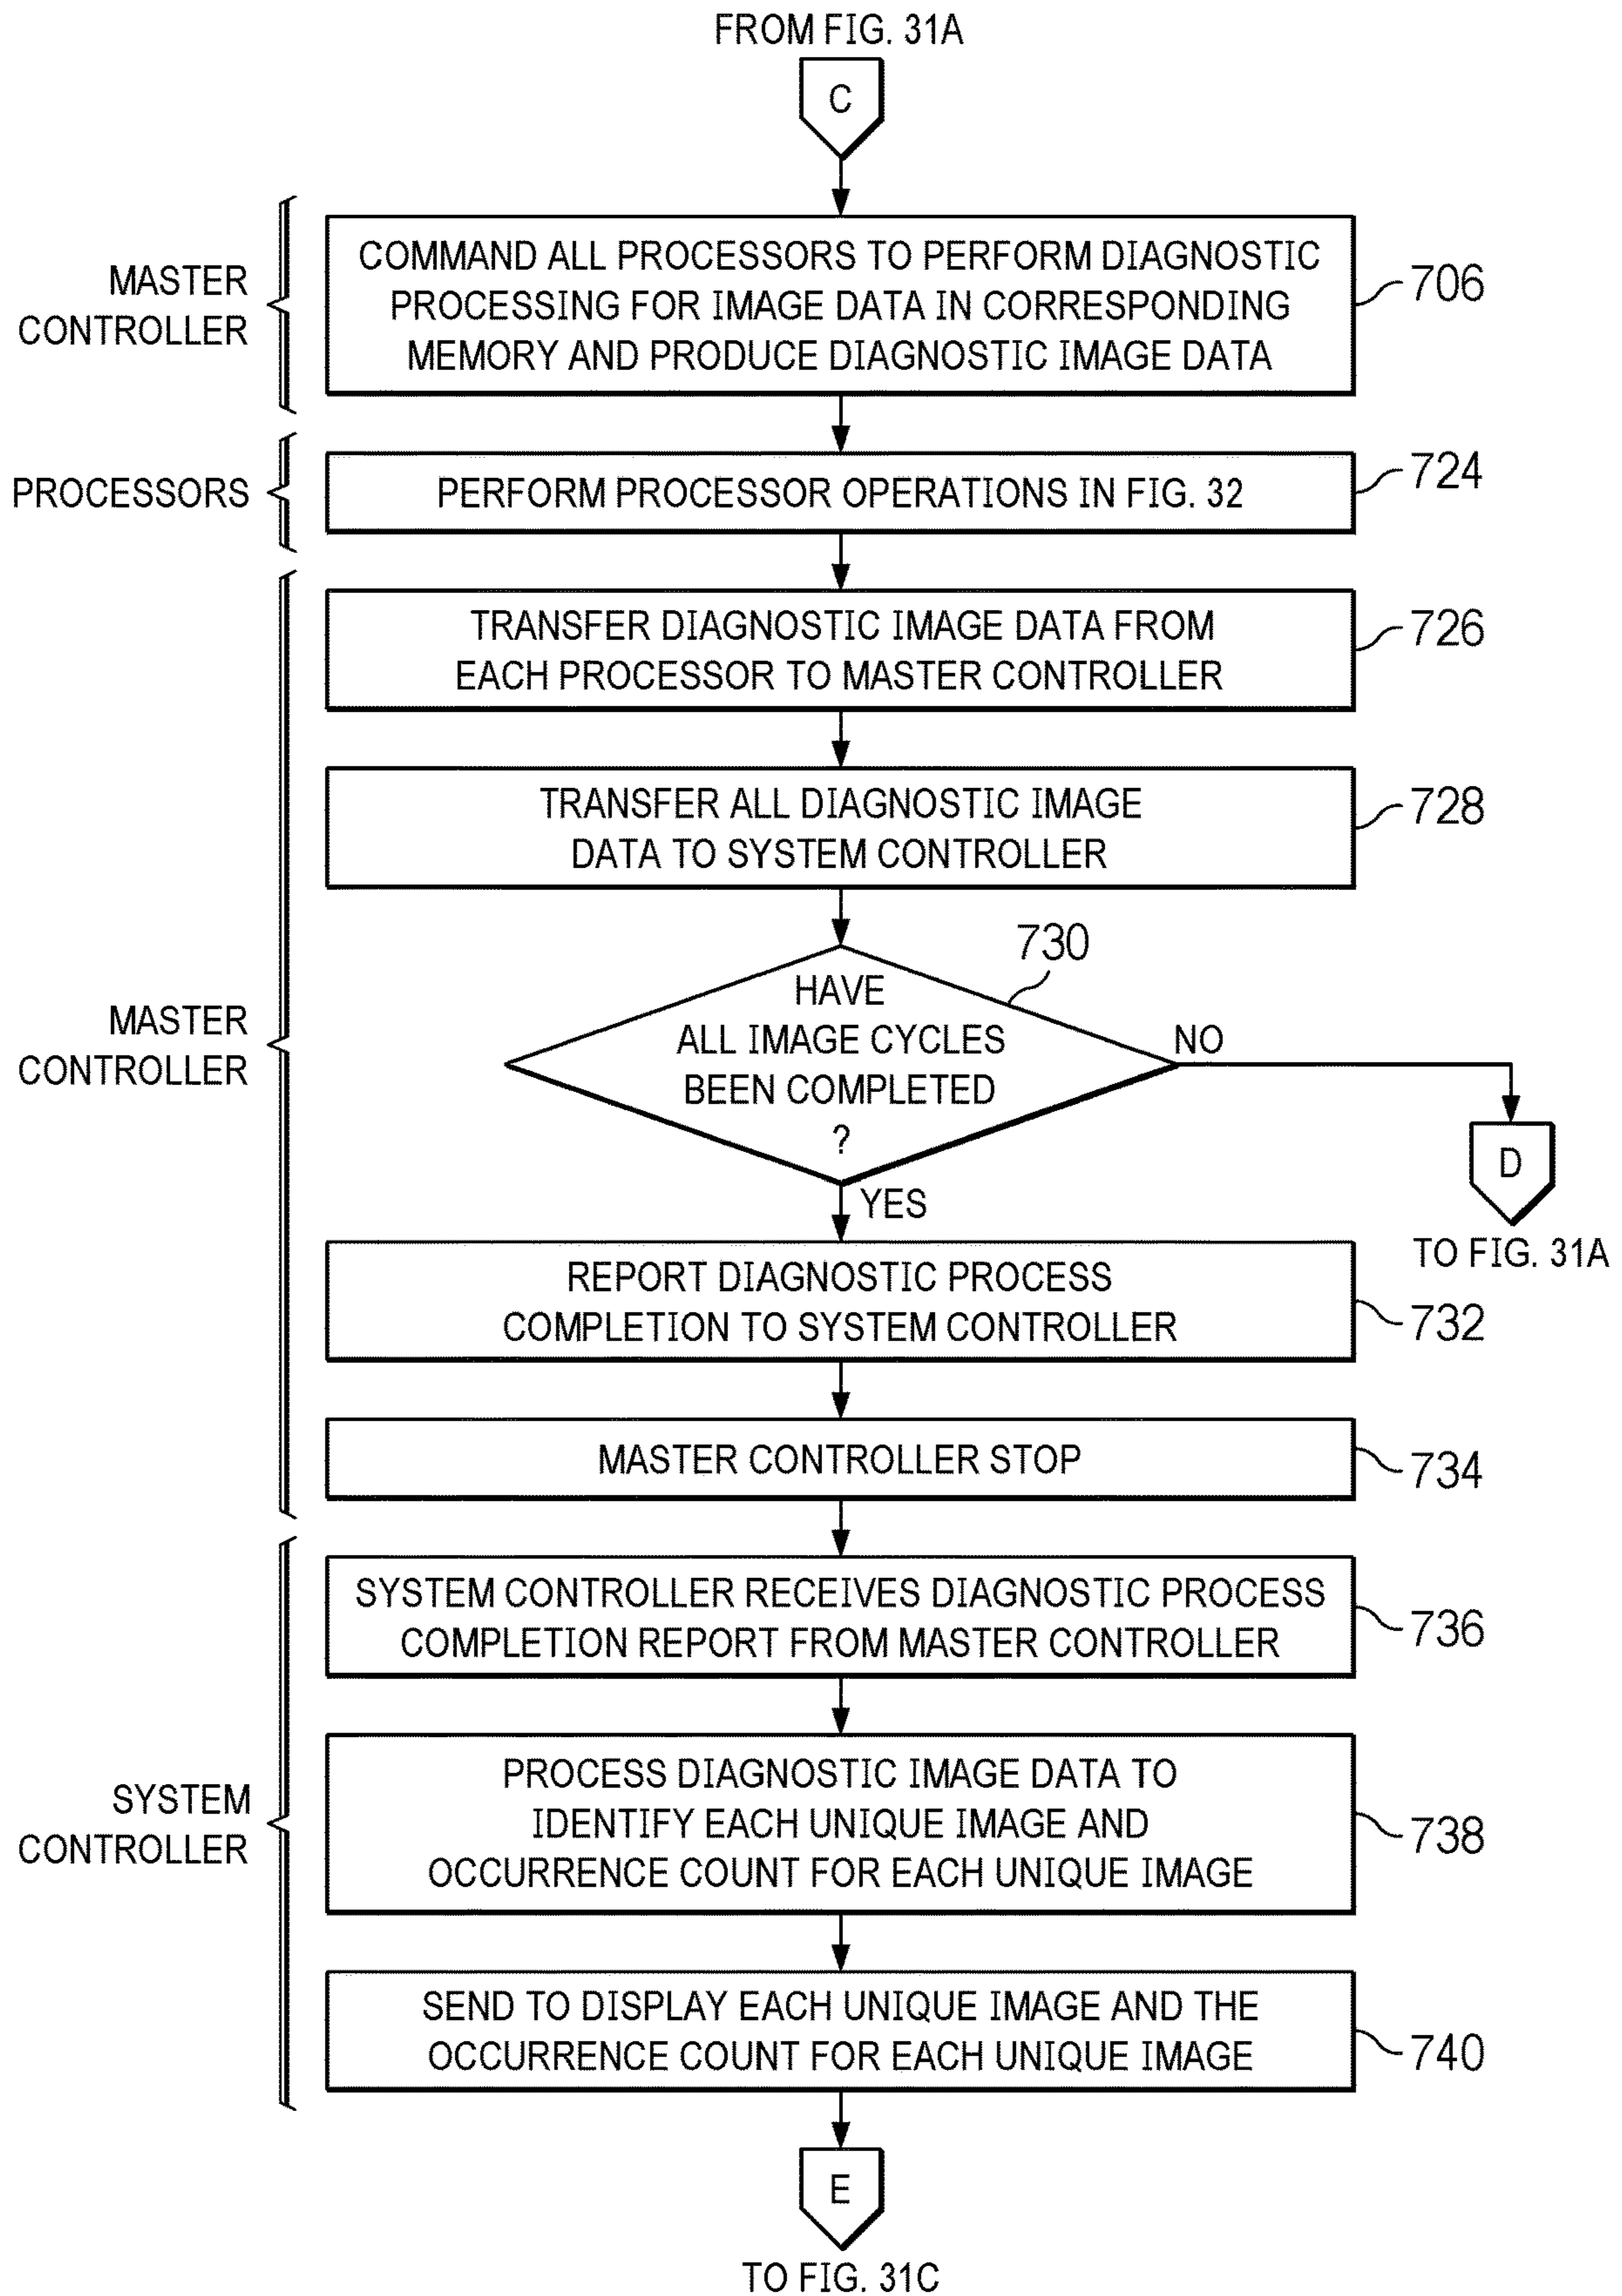 FROM FIG. 31A
C
MASTER
CONTROLLER
COMMAND ALL PROCESSORS TO PERFORM DIAGNOSTIC
PROCESSING FOR IMAGE DATA IN CORRESPONDING
MEMORY AND PRODUCE DIAGNOSTIC IMAGE DATA
706
PROCESSORS
PERFORM PROCESSOR OPERATIONS IN FIG. 32
724
TRANSFER DIAGNOSTIC IMAGE DATA FROM
EACH PROCESSOR TO MASTER CONTROLLER
726
TRANSFER ALL DIAGNOSTIC IMAGE
DATA TO SYSTEM CONTROLLER
728
MASTER
CONTROLLER
730
HAVE
ALL IMAGE CYCLES
BEEN COMPLETED
?
NO
D
TO FIG. 31A
YES
REPORT DIAGNOSTIC PROCESS
COMPLETION TO SYSTEM CONTROLLER
732
MASTER CONTROLLER STOP
734
SYSTEM CONTROLLER RECEIVES DIAGNOSTIC PROCESS
COMPLETION REPORT FROM MASTER CONTROLLER
736
SYSTEM
CONTROLLER
PROCESS DIAGNOSTIC IMAGE DATA TO
IDENTIFY EACH UNIQUE IMAGE AND
OCCURRENCE COUNT FOR EACH UNIQUE IMAGE
738
SEND TO DISPLAY EACH UNIQUE IMAGE AND THE
OCCURRENCE COUNT FOR EACH UNIQUE IMAGE
740
E
TO FIG. 31C